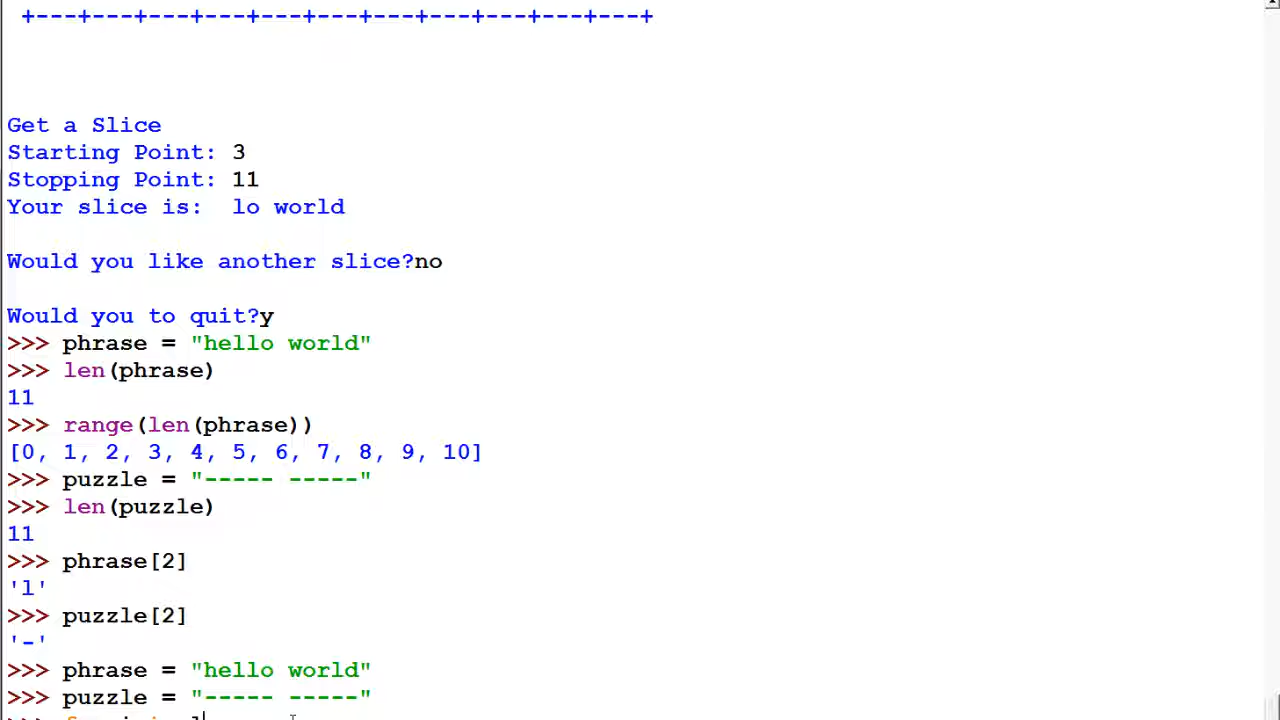 +---+---+---+---+---+---+---+---+---+---+---+
Get a Slice
Starting Point: 3
Stopping Point: 11
Your slice is:  lo world
Would you like another slice?no
Would you to quit?y
>>> phrase = "hello world"
>>> len(phrase)
11
>>> range(len(phrase))
[0, 1, 2, 3, 4, 5, 6, 7, 8, 9, 10]
>>> puzzle = "----- -----"
>>> len(puzzle)
11
>>> phrase[2]
'l'
>>> puzzle[2]
'-'
>>> phrase = "hello world"
>>> puzzle = "----- -----"
>>>